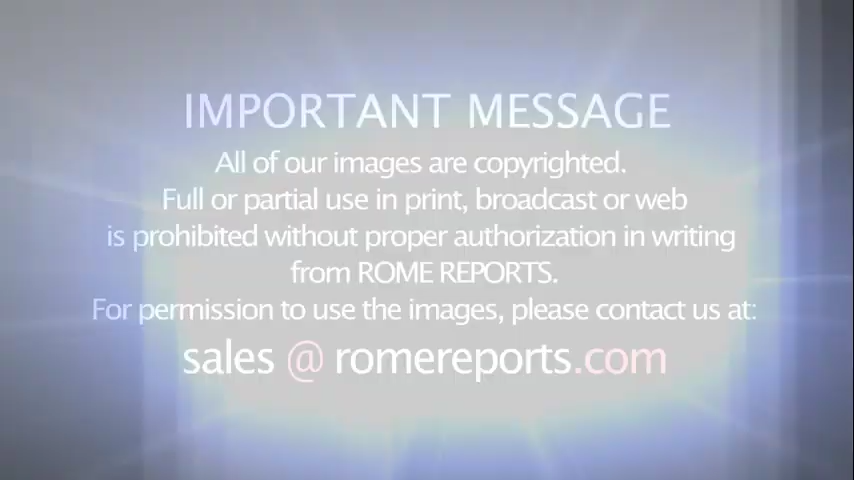 IMPORTANT MESSAGE
All of our images are copyrighted.
Full or partial use in print, broadcast or web
is prohibited without proper authorization in writing
from ROME REPORTS.
For permission to use the images, please contact us at:
sales @ romereports.com